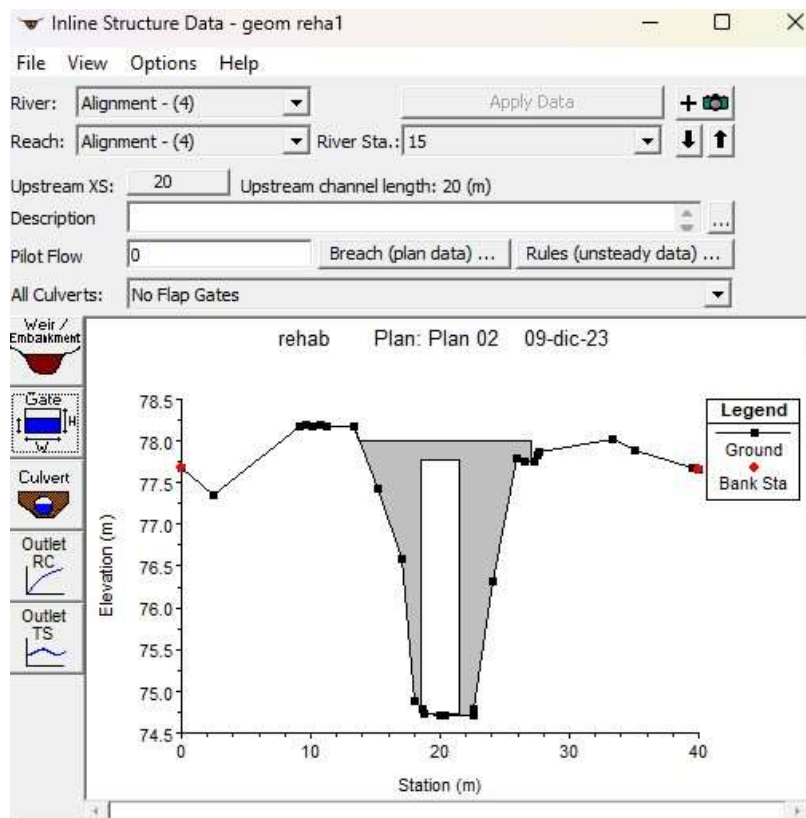 Inline Structure Data - geom reha1
File View Options Help
River: Alignment - (4) Apply Data
Reach: Alignment - (4) River Sta.: 15
Upstream XS: 20 Upstream channel length: 20 (m)
Description ...
Pilot Flow 0 Breach (plan data) ... Rules (unsteady data) ...
All Culverts: No Flap Gates
Weir /
Embankment
Gate
H
W
Culvert
Outlet
RC
Outlet
TS
rehab Plan: Plan 02 09-dic-23
78.5
78.0
77.5
77.0
76.5
76.0
75.5
75.0
74.5
Elevation (m)
0 10 20 30 40
Station (m)
Legend
Ground
Bank Sta